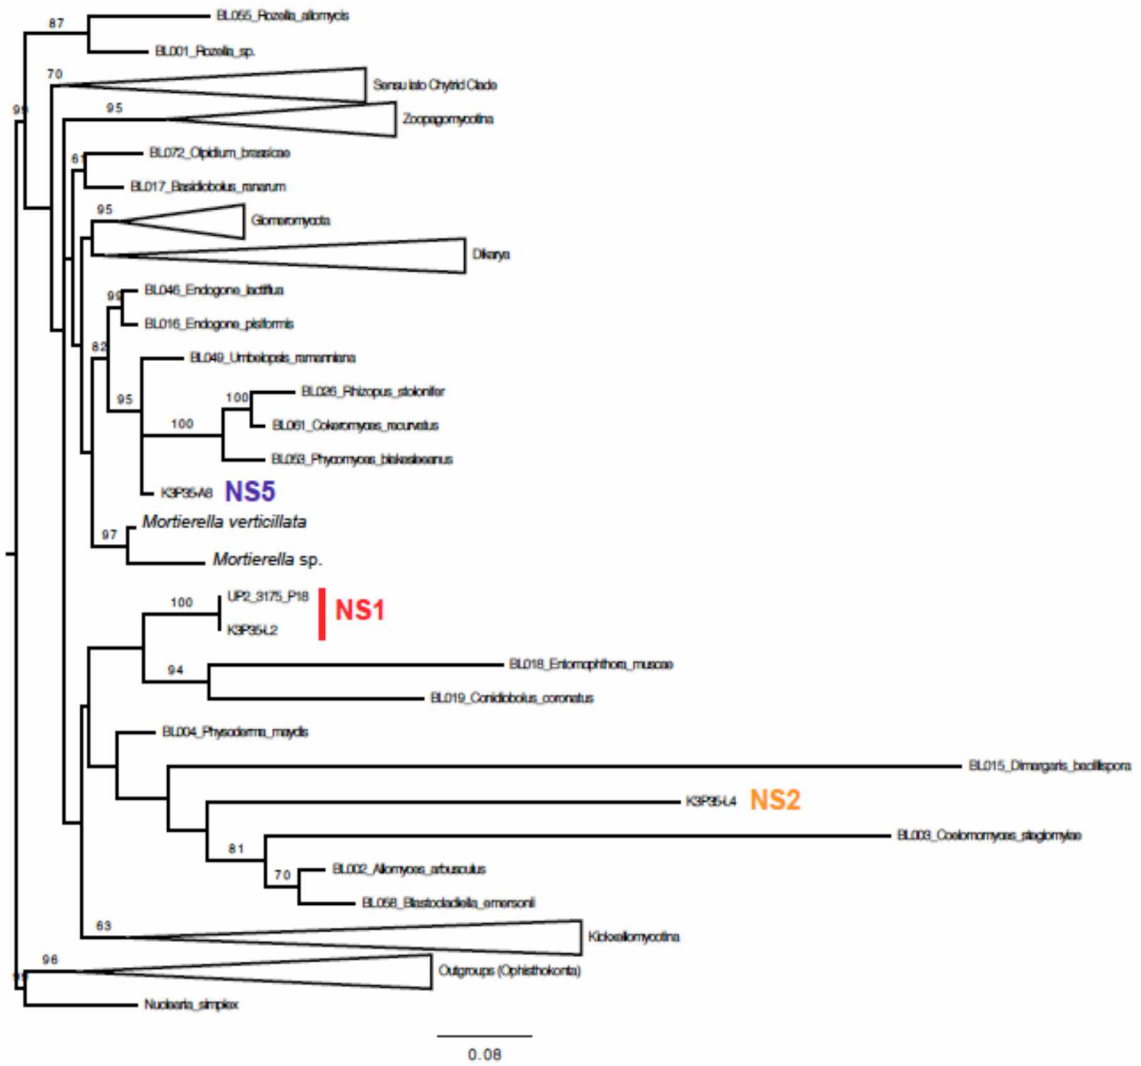 87
BL055_Rozella_allomycis
BL001_Rozella_sp.
70
Sensu lato Chytrid Clade
99
95
Zoopagomycotina
61
BL072_Olpidium_brassicae
BL017_Basidiobolus_ranarum
95
Glomeromycota
Dikarya
99
BL046_Endogone_lactiflua
BL016_Endogone_pisiformis
82
BL049_Umbelopsis_ramanniana
95
100
BL026_Rhizopus_stolonifer
100
BL061_Cokeromyces_recurvatus
BL053_Phycomyces_blakesleeanus
K3P35-A8 NS5
Mortierella verticillata
97
Mortierella sp.
100
UP2_3175_P18
NS1
K3P35-L2
94
BL018_Entomophthora_muscae
BL019_Conidiobolus_coronatus
BL004_Physoderma_maydis
BL015_Dimargaris_bacillispora
K3P35-L4 NS2
BL003_Coelomomyces_stegomyiae
81
BL002_Allomyces_arbusculus
70
BL058_Blastocladiella_emersonii
63
Kickxellomycotina
96
Outgroups (Ophisthokonta)
Nuclearia_simplex
0.08